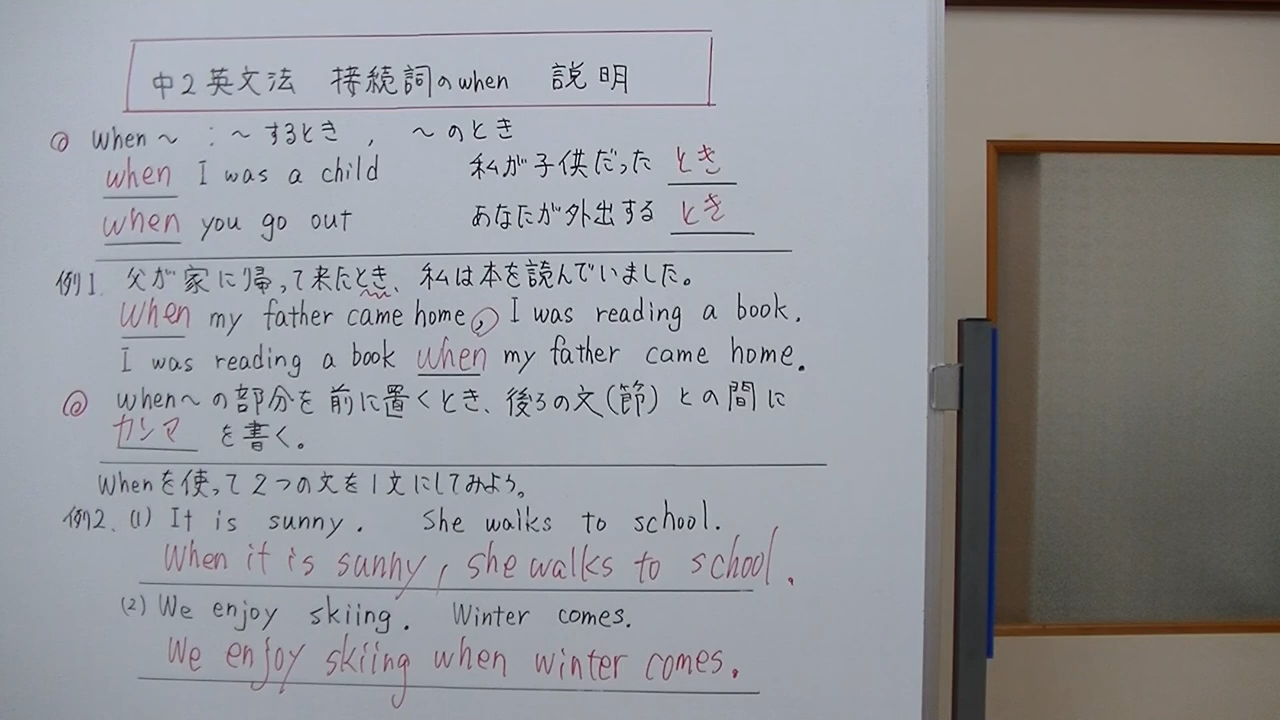 中2英文法 接続詞のwhen 説明
◎ when～ : ～するとき, ～のとき
when I was a child 私が子供だった とき
when you go out あなたが外出する とき
例1. 父が家に帰って来たとき、私は本を読んでいました。
When my father came home, I was reading a book.
I was reading a book when my father came home.
◎ when～の部分を前に置くとき、後ろの文(節)との間に
カンマ を書く。
Whenを使って2つの文を1文にしてみよう。
例2. (1) It is sunny. She walks to school.
When it is sunny, she walks to school.
(2) We enjoy skiing. Winter comes.
We enjoy skiing when winter comes.